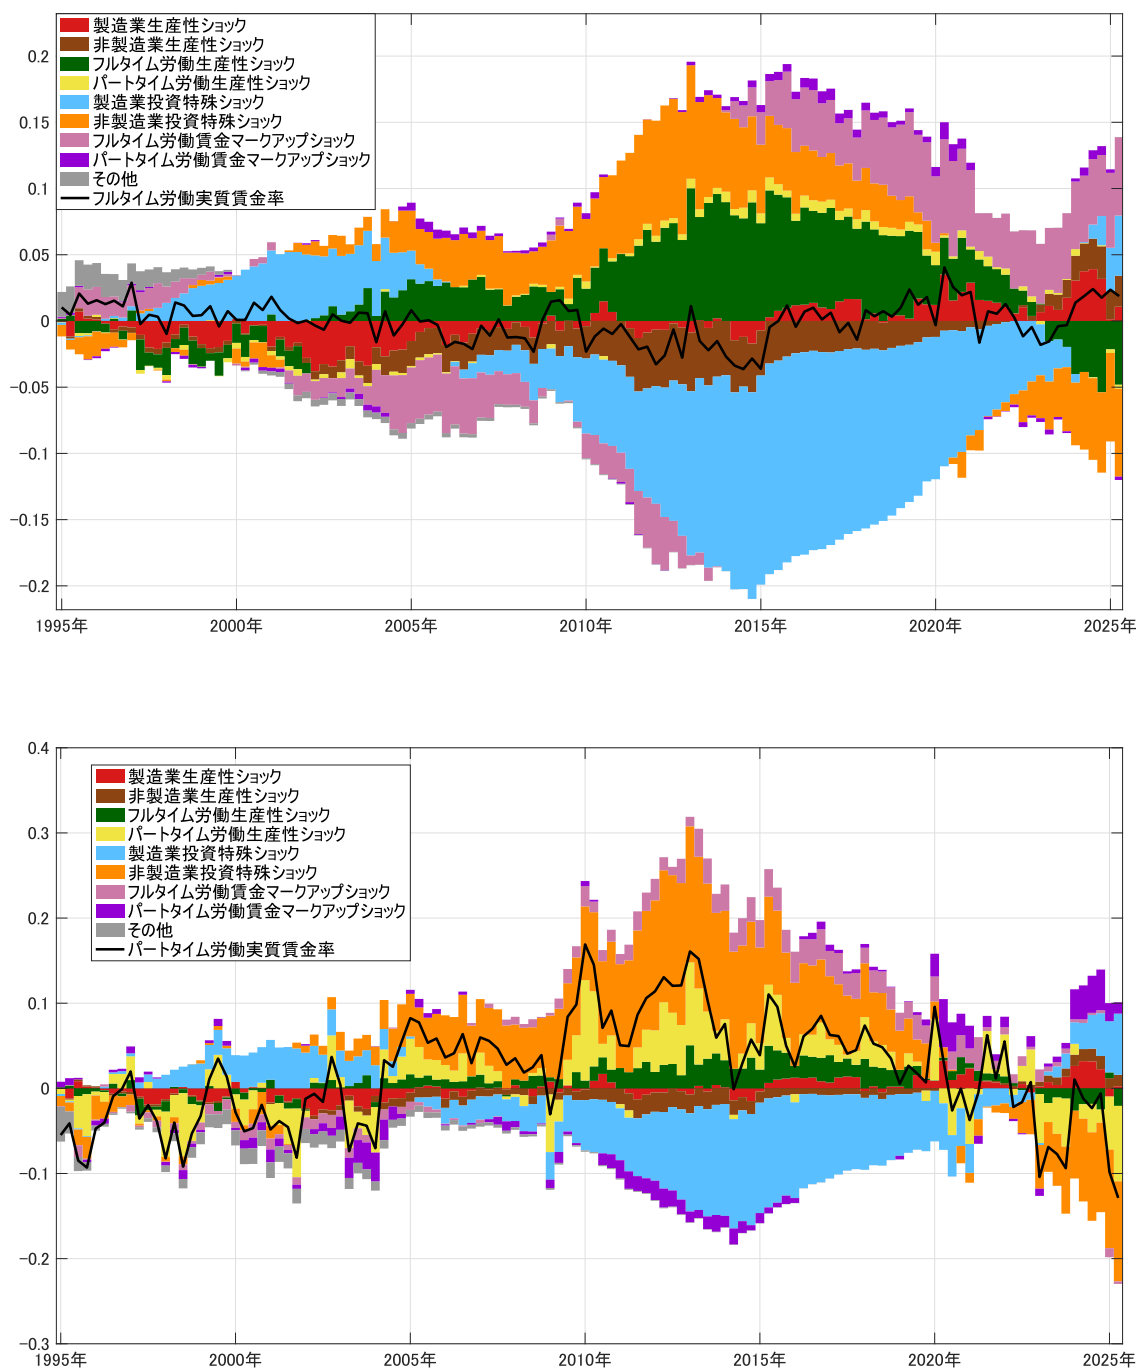 製造業生産性ショック
非製造業生産性ショック
フルタイム労働生産性ショック
パートタイム労働生産性ショック
製造業投資特殊ショック
非製造業投資特殊ショック
フルタイム労働賃金マークアップショック
パートタイム労働賃金マークアップショック
その他
フルタイム労働実質賃金率
0.2
0.15
0.1
0.05
0
−0.05
−0.1
−0.15
−0.2
1995年 2000年 2005年 2010年 2015年 2020年 2025年
製造業生産性ショック
非製造業生産性ショック
フルタイム労働生産性ショック
パートタイム労働生産性ショック
製造業投資特殊ショック
非製造業投資特殊ショック
フルタイム労働賃金マークアップショック
パートタイム労働賃金マークアップショック
その他
パートタイム労働実質賃金率
0.4
0.3
0.2
0.1
0
−0.1
−0.2
−0.3
1995年 2000年 2005年 2010年 2015年 2020年 2025年